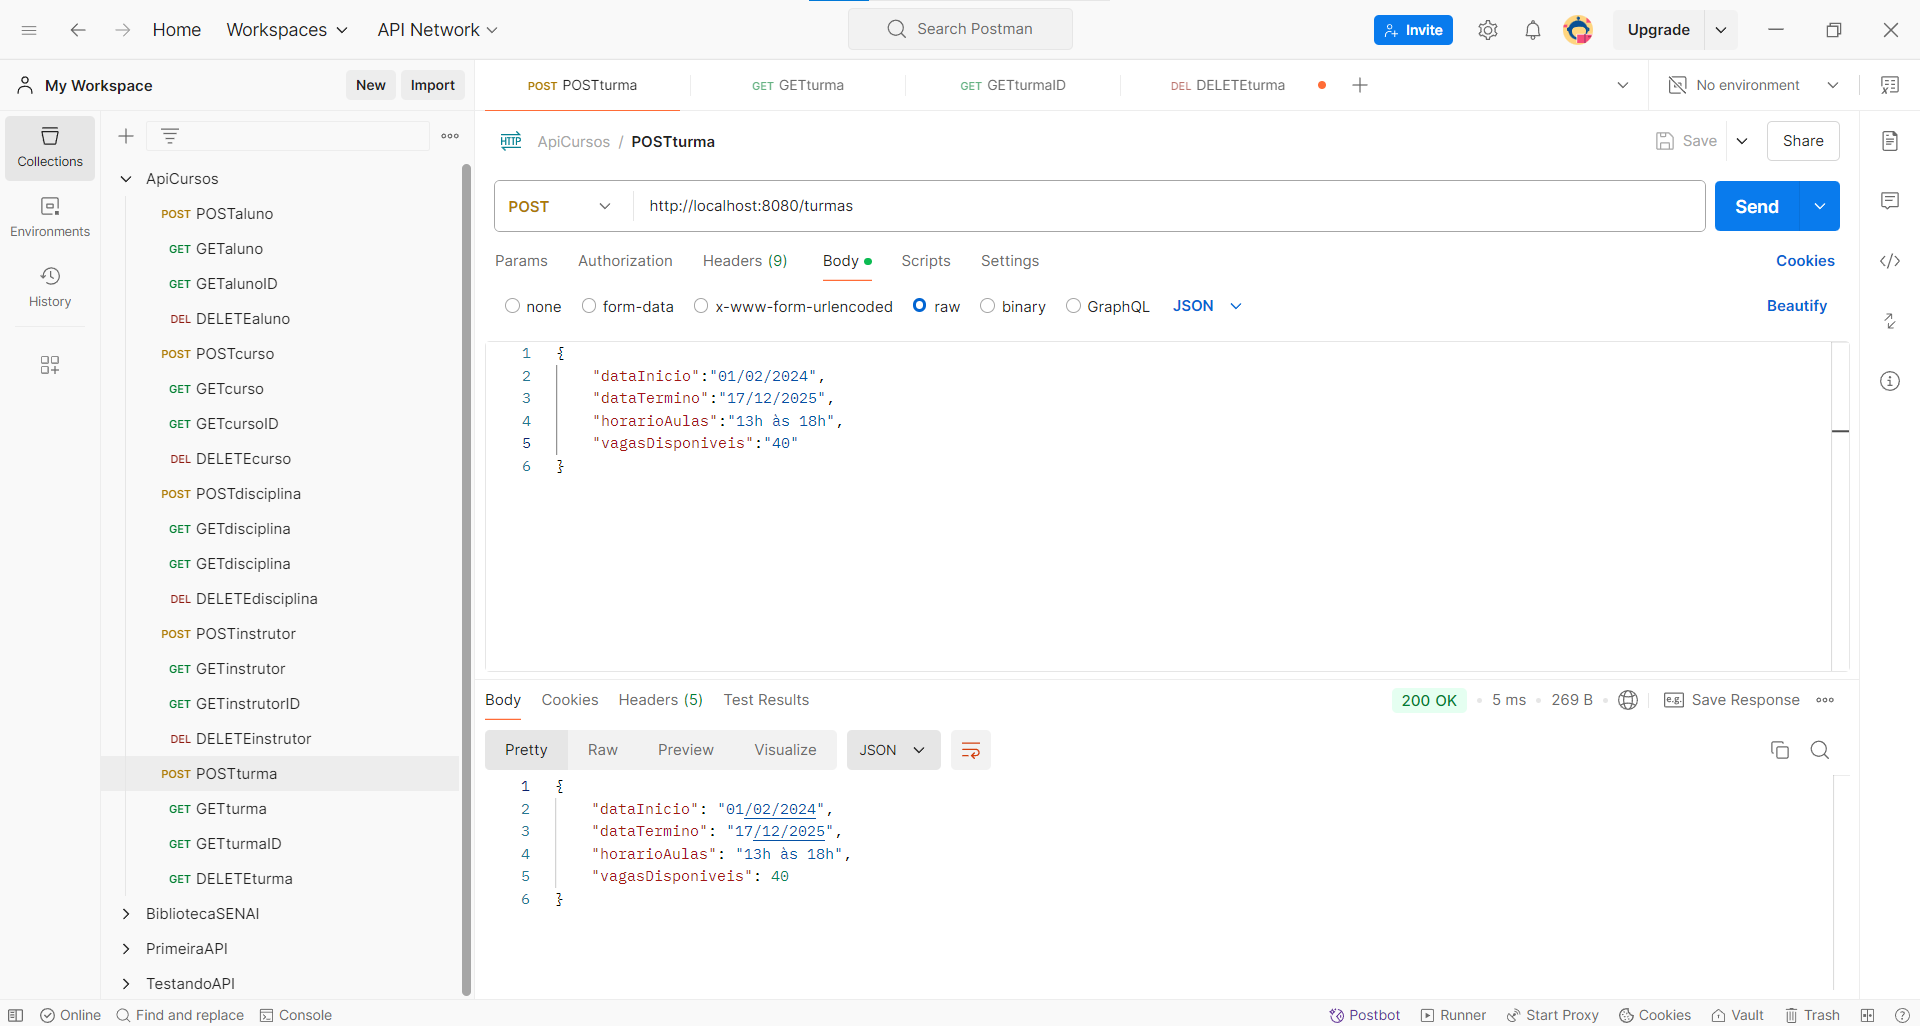 Home Workspaces API Network Search Postman Invite Upgrade
My Workspace New Import
POST POSTturma GET GETturma GET GETturmaID DEL DELETEturma No environment
Collections
Environments
History
ApiCursos
POST POSTaluno
GET GETaluno
GET GETalunoID
DEL DELETEaluno
POST POSTcurso
GET GETcurso
GET GETcursoID
DEL DELETEcurso
POST POSTdisciplina
GET GETdisciplina
GET GETdisciplina
DEL DELETEdisciplina
POST POSTinstrutor
GET GETinstrutor
GET GETinstrutorID
DEL DELETEinstrutor
POST POSTturma
GET GETturma
GET GETturmaID
GET DELETEturma
BibliotecaSENAI
PrimeiraAPI
TestandoAPI
HTTP ApiCursos / POSTturma Save Share
POST http://localhost:8080/turmas Send
Params Authorization Headers (9) Body Scripts Settings Cookies
none form-data x-www-form-urlencoded raw binary GraphQL JSON Beautify
1 {
2 "dataInicio":"01/02/2024",
3 "dataTermino":"17/12/2025",
4 "horarioAulas":"13h às 18h",
5 "vagasDisponiveis":"40"
6 }
Body Cookies Headers (5) Test Results 200 OK 5 ms 269 B e.g. Save Response
Pretty Raw Preview Visualize JSON
1 {
2 "dataInicio": "01/02/2024",
3 "dataTermino": "17/12/2025",
4 "horarioAulas": "13h às 18h",
5 "vagasDisponiveis": 40
6 }
Online Find and replace Console Postbot Runner Start Proxy Cookies Vault Trash